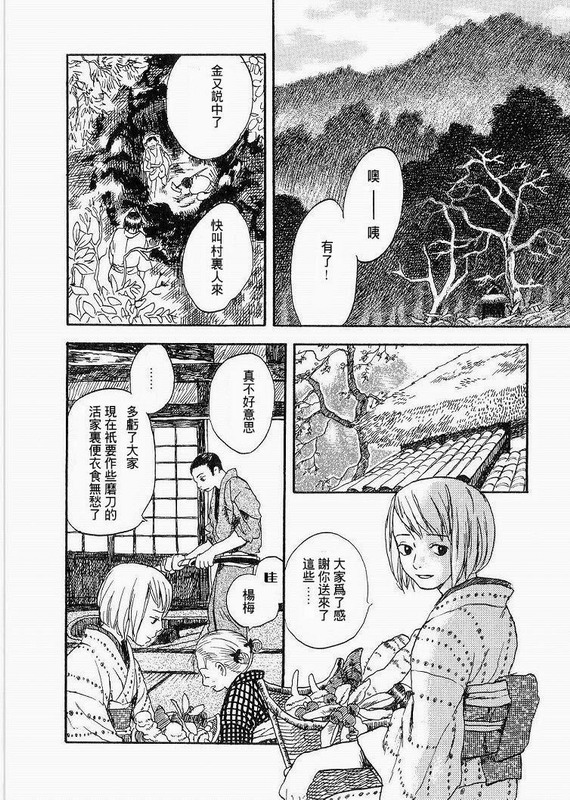 噢——咦
有了！
金又説中了
快叫村裏人來
大家爲了感
謝你送來了
這些……
真不好意思
……
多虧了大家
現在衹要作些磨刀的
活家裏便衣食無愁了
哇
楊梅